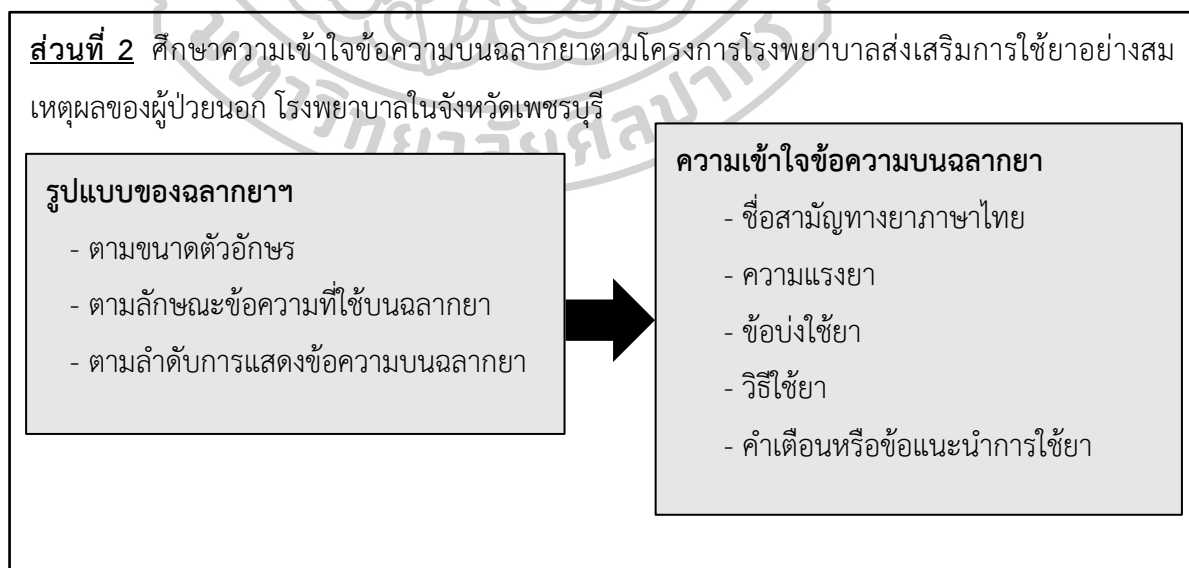 ส่วนที่ 2 ศึกษาความเข้าใจข้อความบนฉลากยาตามโครงการโรงพยาบาลส่งเสริมการใช้ยาอย่างสม
เหตุผลของผู้ป่วยนอก โรงพยาบาลในจังหวัดเพชรบุรี
รูปแบบของฉลากยาฯ
- ตามขนาดตัวอักษร
- ตามลักษณะข้อความที่ใช้บนฉลากยา
- ตามลำดับการแสดงข้อความบนฉลากยา
ความเข้าใจข้อความบนฉลากยา
- ชื่อสามัญทางยาภาษาไทย
- ความแรงยา
- ข้อบ่งใช้ยา
- วิธีใช้ยา
- คำเตือนหรือข้อแนะนำการใช้ยา